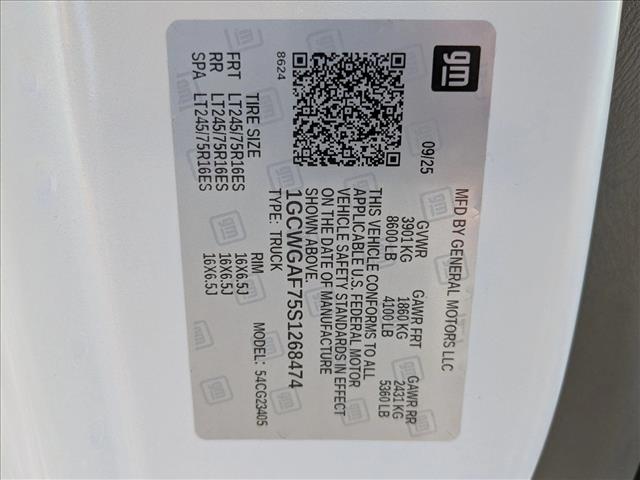 gm
09/25
MFD BY GENERAL MOTORS LLC
GVWR GAWR FRT GAWR RR
3901 KG 1860 KG 2431 KG
8600 LB 4100 LB 5360 LB
THIS VEHICLE CONFORMS TO ALL
APPLICABLE U.S. FEDERAL MOTOR
VEHICLE SAFETY STANDARDS IN EFFECT
ON THE DATE OF MANUFACTURE
SHOWN ABOVE.
1GCWGAF75S1268474
TYPE: TRUCK MODEL: 54CG23405
8624
TIRE SIZE RIM
FRT LT245/75R16ES 16X6.5J
RR LT245/75R16ES 16X6.5J
SPA LT245/75R16ES 16X6.5J